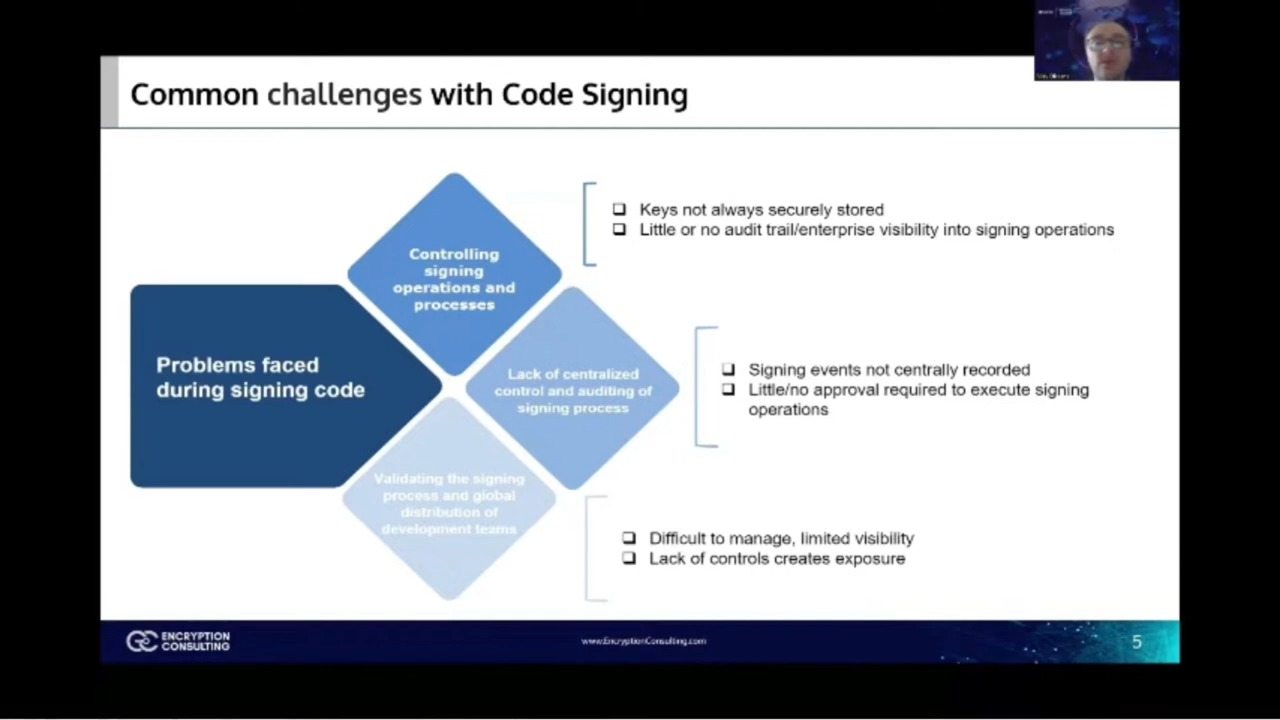 Common challenges with Code Signing
Problems faced
during signing code
Controlling
signing
operations and
processes
Keys not always securely stored
Little or no audit trail/enterprise visibility into signing operations
Lack of centralized
control and auditing of
signing process
Signing events not centrally recorded
Little/no approval required to execute signing
operations
Validating the signing
process and global
distribution of
development teams
Difficult to manage, limited visibility
Lack of controls creates exposure
ENCRYPTION
CONSULTING
www.EncryptionConsulting.com
5